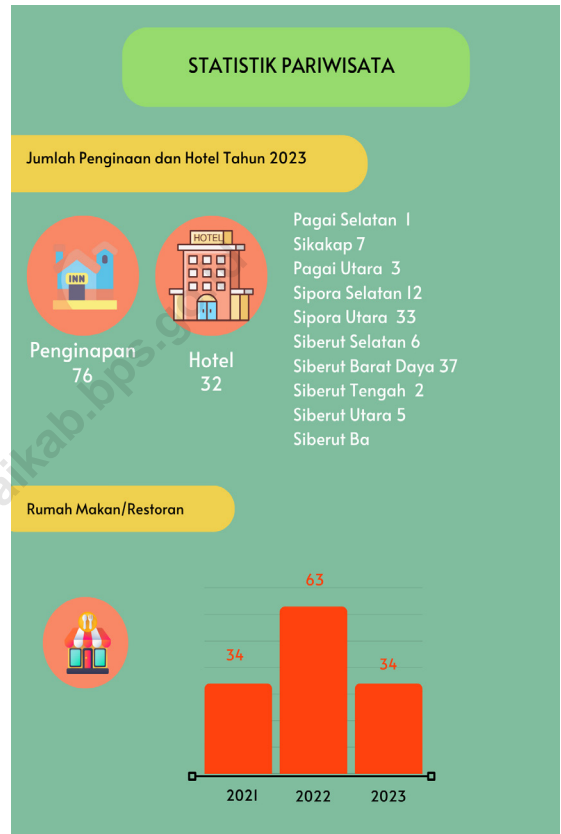 STATISTIK PARIWISATA
Jumlah Penginaan dan Hotel Tahun 2023
INN
Penginapan
76
HOTEL
Hotel
32
Pagai Selatan 1
Sikakap 7
Pagai Utara 3
Sipora Selatan 12
Sipora Utara 33
Siberut Selatan 6
Siberut Barat Daya 37
Siberut Tengah 2
Siberut Utara 5
Siberut Ba
Rumah Makan/Restoran
34
63
34
2021
2022
2023